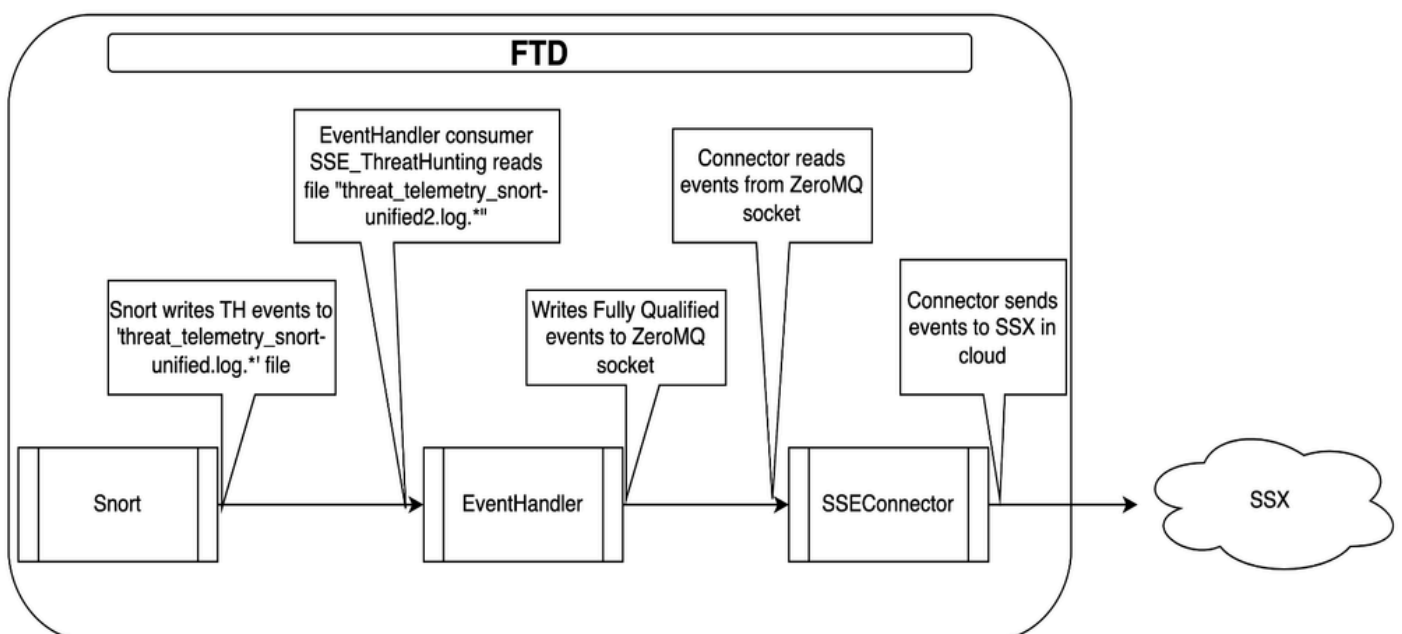 FTD
EventHandler consumer
SSE_ThreatHunting reads
file "threat_telemetry_snort-
unified2.log.*"
Connector reads
events from ZeroMQ
socket
Snort writes TH events to
'threat_telemetry_snort-
unified.log.*' file
Writes Fully Qualified
events to ZeroMQ
socket
Connector sends
events to SSX in
cloud
Snort
EventHandler
SSEConnector
SSX